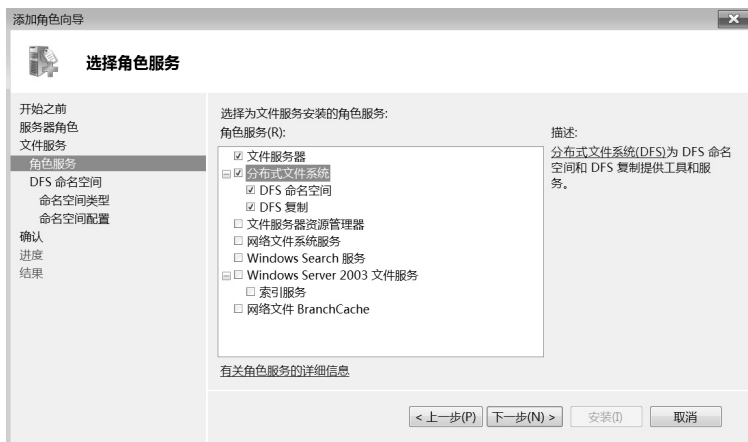 添加角色向导
选择角色服务
开始之前
服务器角色
文件服务
角色服务
DFS 命名空间
命名空间类型
命名空间配置
确认
进度
结果
选择为文件服务安装的角色服务:
角色服务(R):
文件服务器
分布式文件系统
DFS 命名空间
DFS 复制
文件服务器资源管理器
网络文件系统服务
Windows Search 服务
Windows Server 2003 文件服务
索引服务
网络文件 BranchCache
有关角色服务的详细信息
描述:
分布式文件系统(DFS)为 DFS 命名
空间和 DFS 复制提供工具和服
务。
< 上一步(P)
下一步(N) >
安装(I)
取消